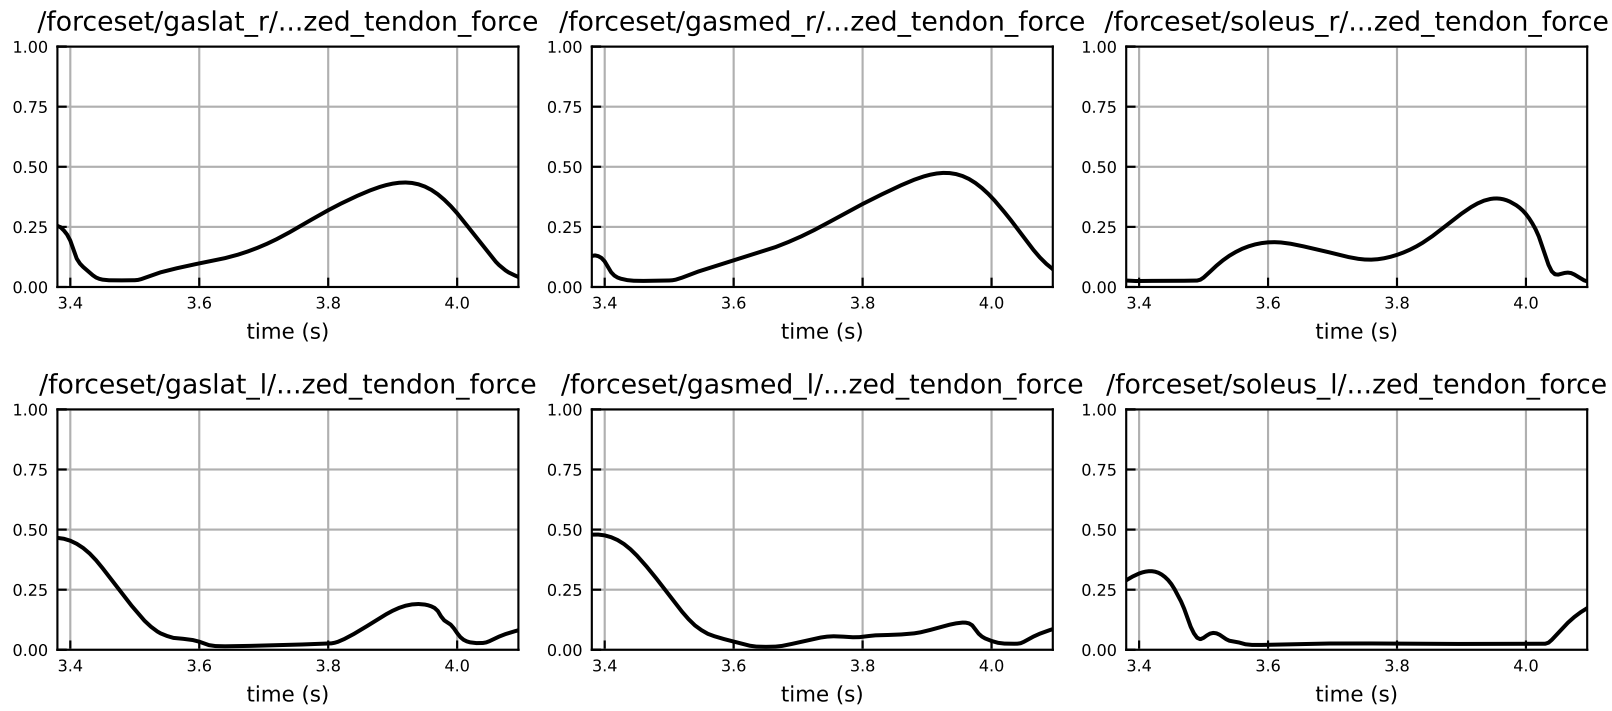 /forceset/gaslat_r/...zed_tendon_force
/forceset/gasmed_r/...zed_tendon_force
/forceset/soleus_r/...zed_tendon_force
1.00
0.75
0.50
0.25
0.00
3.4 3.6 3.8 4.0
time (s)
1.00
0.75
0.50
0.25
0.00
3.4 3.6 3.8 4.0
time (s)
1.00
0.75
0.50
0.25
0.00
3.4 3.6 3.8 4.0
time (s)
/forceset/gaslat_l/...zed_tendon_force
/forceset/gasmed_l/...zed_tendon_force
/forceset/soleus_l/...zed_tendon_force
1.00
0.75
0.50
0.25
0.00
3.4 3.6 3.8 4.0
time (s)
1.00
0.75
0.50
0.25
0.00
3.4 3.6 3.8 4.0
time (s)
1.00
0.75
0.50
0.25
0.00
3.4 3.6 3.8 4.0
time (s)